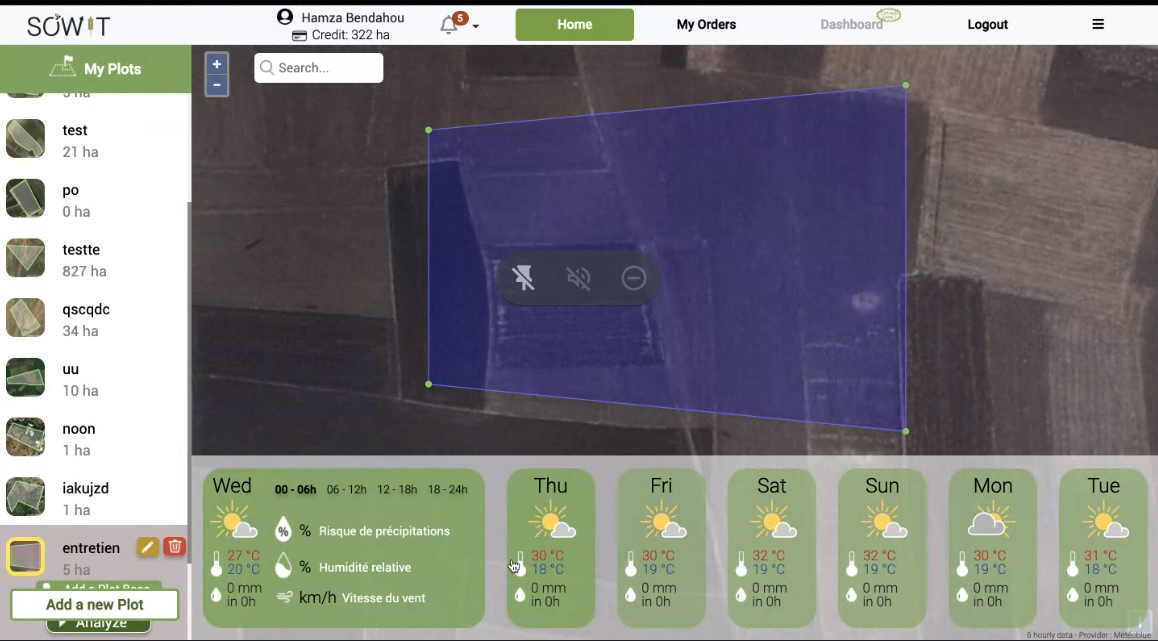 SOWIT
Hamza Bendahou
Credit: 322 ha
5
Home
My Orders
Dashboard
Logout
My Plots
+
-
Search...
5 ha
test
21 ha
po
0 ha
testte
827 ha
qscqdc
34 ha
uu
10 ha
noon
1 ha
iakujzd
1 ha
entretien
5 ha
Add a new Plot
Analyze
Wed
00 - 06h 06 - 12h 12 - 18h 18 - 24h
27 °C
20 °C
0 mm
in 0h
% % Risque de précipitations
% Humidité relative
km/h Vitesse du vent
Thu
30 °C
18 °C
0 mm
in 0h
Fri
30 °C
19 °C
0 mm
in 0h
Sat
32 °C
19 °C
0 mm
in 0h
Sun
32 °C
19 °C
0 mm
in 0h
Mon
30 °C
19 °C
0 mm
in 0h
Tue
31 °C
18 °C
0 mm
in 0h
6 hourly data - Provider : Météoblue